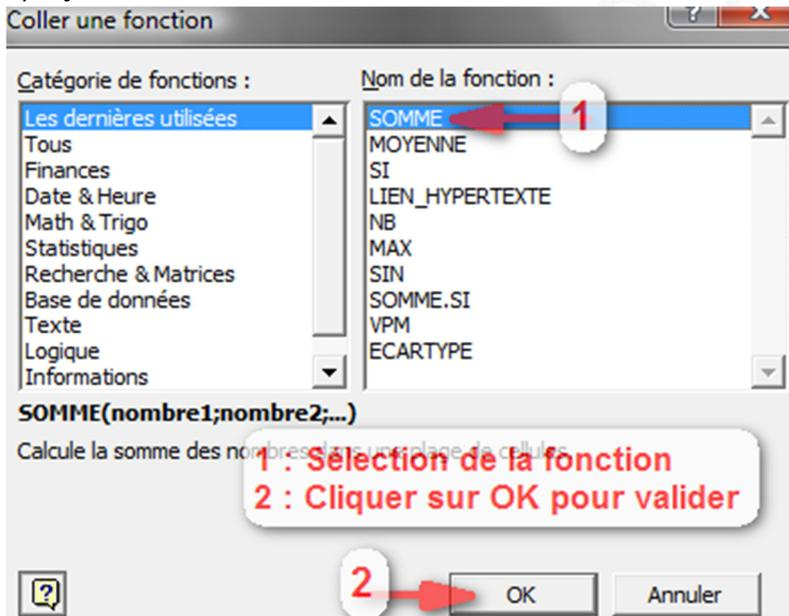 Coller une fonction
Catégorie de fonctions :
Les dernières utilisées
Tous
Finances
Date & Heure
Math & Trigo
Statistiques
Recherche & Matrices
Base de données
Texte
Logique
Informations
Nom de la fonction :
SOMME
1
MOYENNE
SI
LIEN_HYPERTEXTE
NB
MAX
SIN
SOMME.SI
VPM
ECARTYPE
SOMME(nombre1;nombre2;...)
Calcule la somme des nombres dans une plage de cellules.
1 : Sélection de la fonction
2 : Cliquer sur OK pour valider
2
OK
Annuler